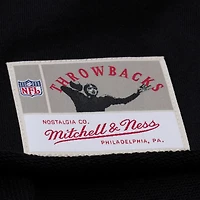 THROWBACKS
NFL
NOSTALGIA CO.
Mitchell & Ness
PHILADELPHIA, PA.